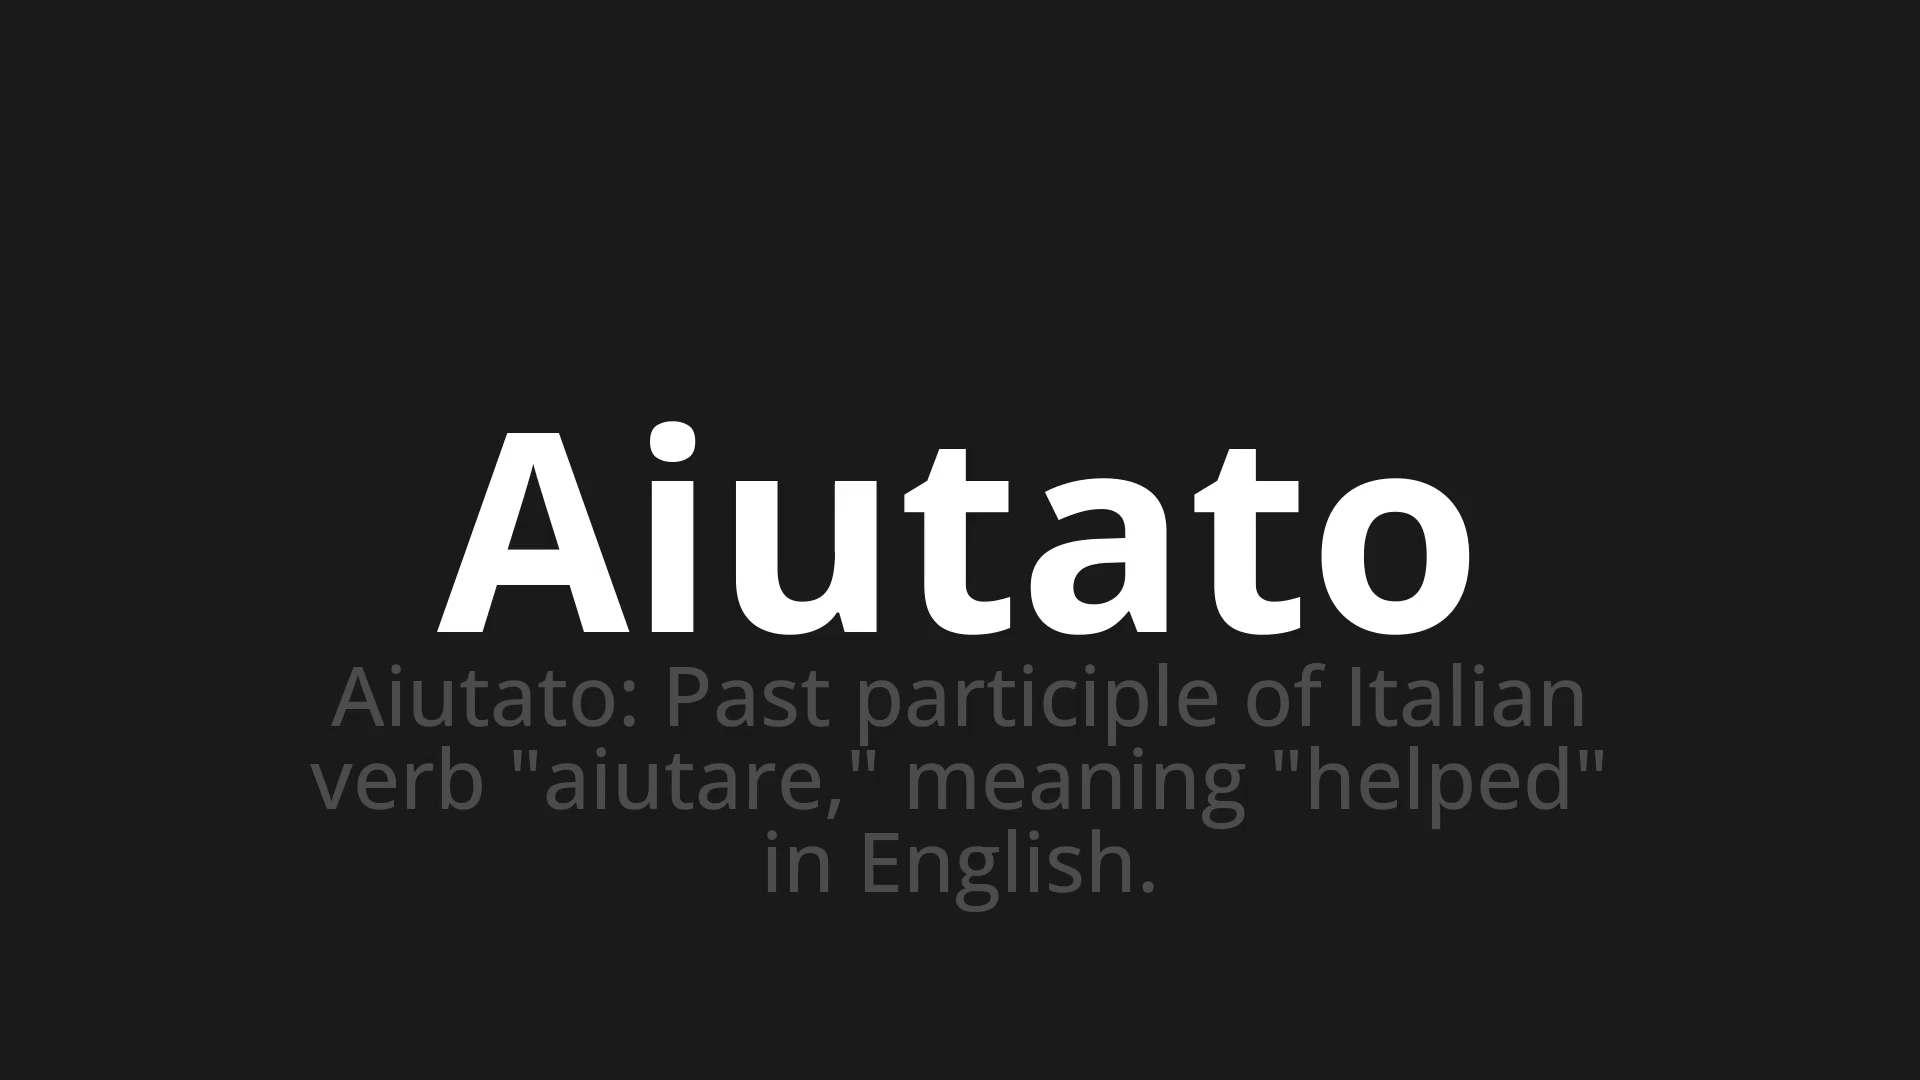 Aiutato
Aiutato: Past participle of Italian
verb "aiutare," meaning "helped"
in English.